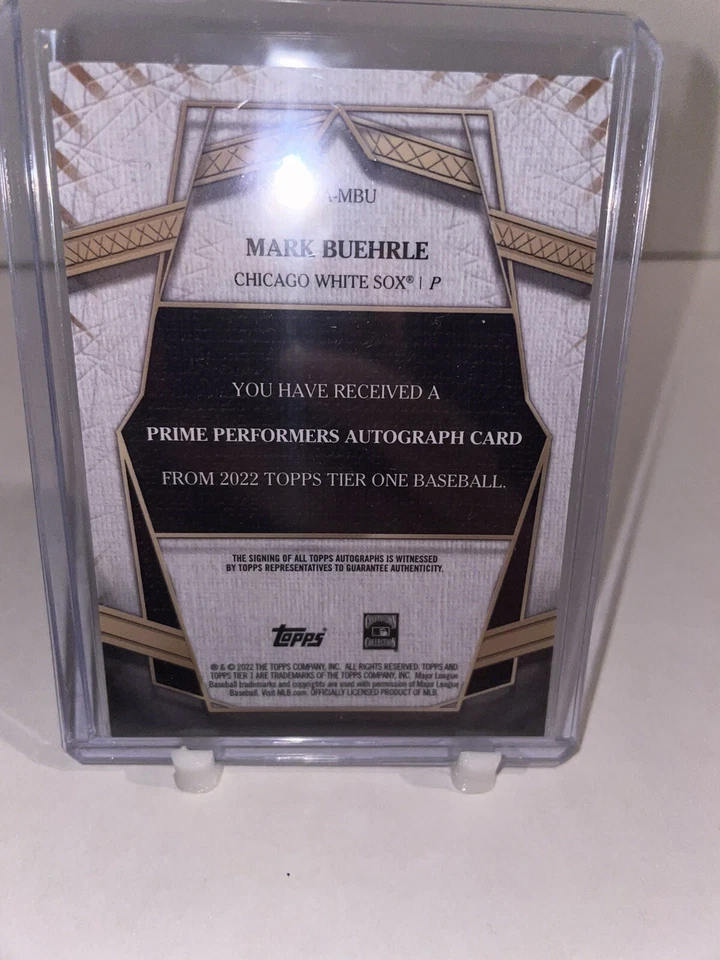 -MBU
MARK BUEHRLE
CHICAGO WHITE SOX® | P
YOU HAVE RECEIVED A
PRIME PERFORMERS AUTOGRAPH CARD
FROM 2022 TOPPS TIER ONE BASEBALL.
THE SIGNING OF ALL TOPPS AUTOGRAPHS IS WITNESSED
BY TOPPS REPRESENTATIVES TO GUARANTEE AUTHENTICITY.
Topps
COOPERSTOWN
COLLECTION
® & © 2022 THE TOPPS COMPANY, INC. ALL RIGHTS RESERVED. TOPPS AND
TOPPS TIER 1 ARE TRADEMARKS OF THE TOPPS COMPANY, INC. Major League
Baseball trademarks and copyrights are used with permission of Major League
Baseball. Visit MLB.com. OFFICIALLY LICENSED PRODUCT OF MLB.